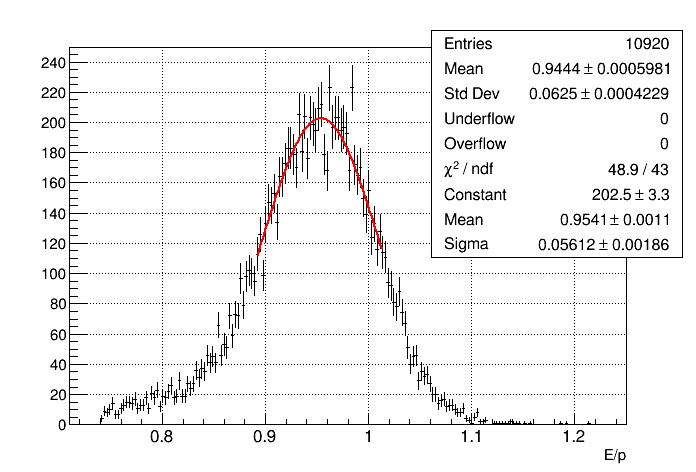 Entries 10920
Mean 0.9444 ± 0.0005981
Std Dev 0.0625 ± 0.0004229
Underflow 0
Overflow 0
χ² / ndf 48.9 / 43
Constant 202.5 ± 3.3
Mean 0.9541 ± 0.0011
Sigma 0.05612 ± 0.00186
240
220
200
180
160
140
120
100
80
60
40
20
0
0.8 0.9 1 1.1 1.2
E/p